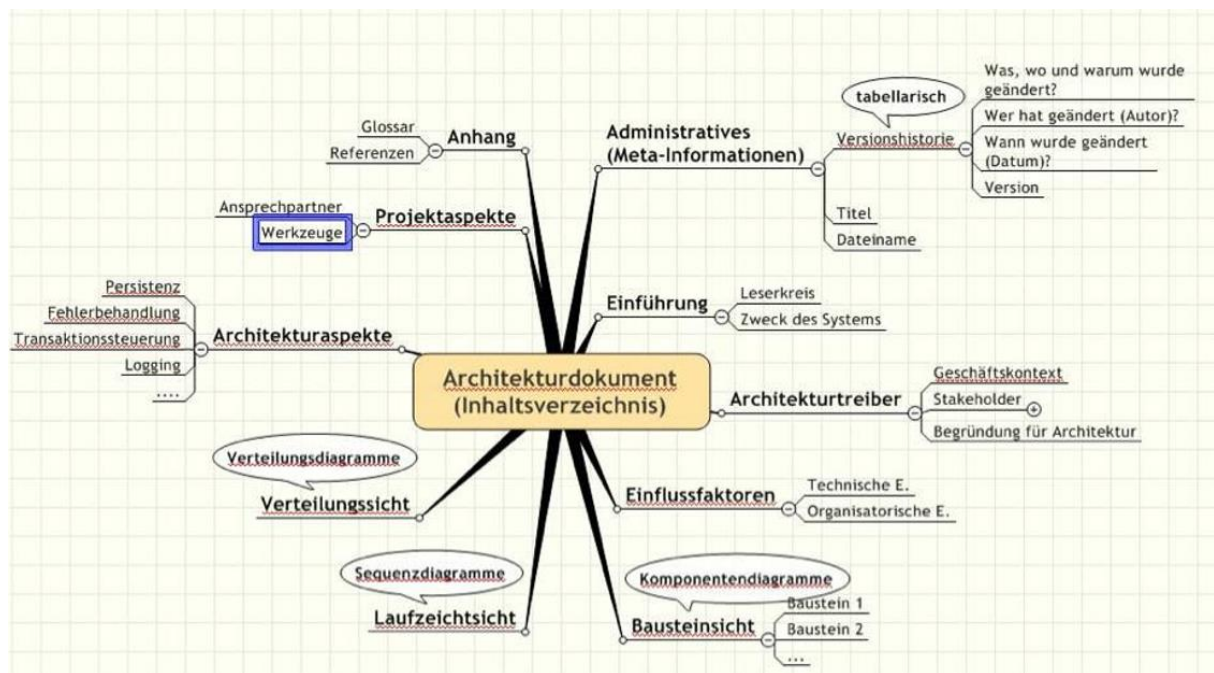 Architekturdokument
(Inhaltsverzeichnis)
Administratives
(Meta-Informationen)
tabellarisch
Versionshistorie
Was, wo und warum wurde
geändert?
Wer hat geändert (Autor)?
Wann wurde geändert
(Datum)?
Version
Titel
Dateiname
Einführung
Leserkreis
Zweck des Systems
Architekturtreiber
Geschäftskontext
Stakeholder
Begründung für Architektur
Einflussfaktoren
Technische E.
Organisatorische E.
Komponentendiagramme
Bausteinsicht
Baustein 1
Baustein 2
...
Sequenzdiagramme
Laufzeichtsicht
Verteilungsdiagramme
Verteilungssicht
Architekturaspekte
Persistenz
Fehlerbehandlung
Transaktionssteuerung
Logging
....
Projektaspekte
Ansprechpartner
Werkzeuge
Anhang
Glossar
Referenzen